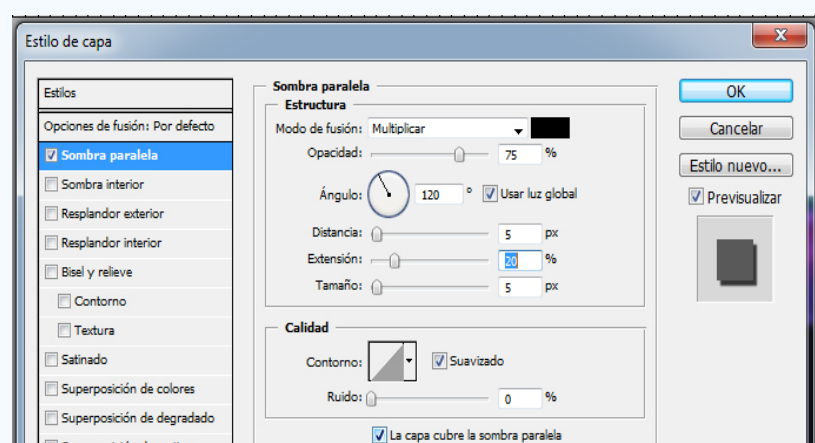 Estilo de capa
Estilos
Opciones de fusión: Por defecto
Sombra paralela
Sombra interior
Resplandor exterior
Resplandor interior
Bisel y relieve
Contorno
Textura
Satinado
Superposición de colores
Superposición de degradado
Sombra paralela
Estructura
Modo de fusión: Multiplicar
Opacidad: 75 %
Ángulo: 120 ° Usar luz global
Distancia: 5 px
Extensión: 20 %
Tamaño: 5 px
Calidad
Contorno: Suavizado
Ruido: 0 %
La capa cubre la sombra paralela
OK
Cancelar
Estilo nuevo...
Previsualizar